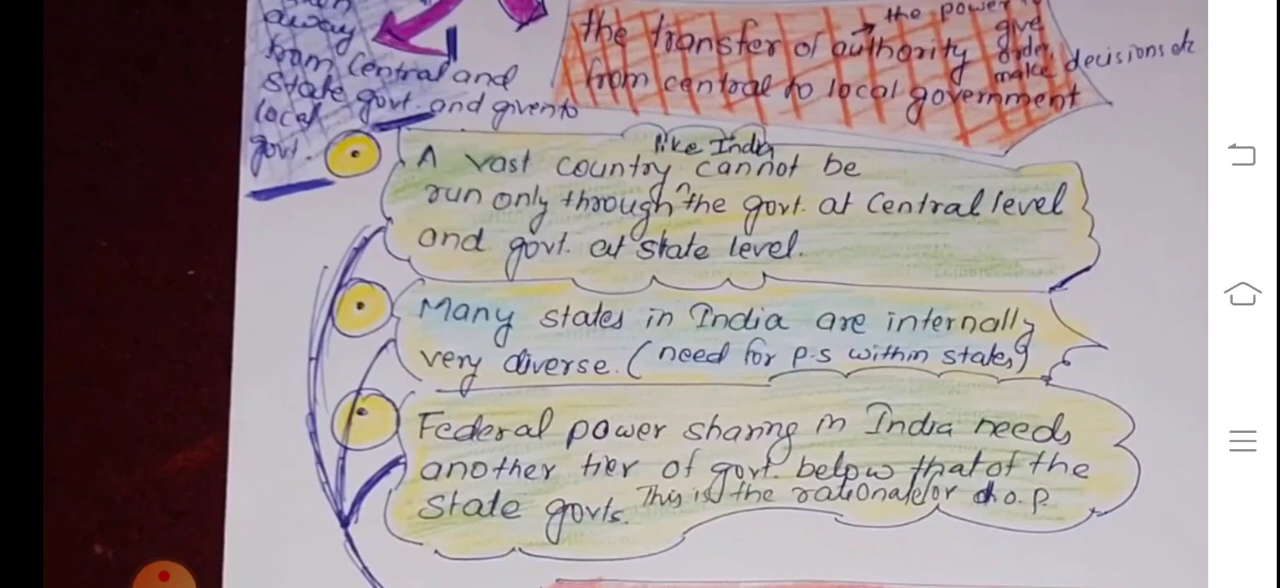 away
from Central and
State govt. and given to
local
govt.
the transfer of authority
from central to local government
the power to
give
order,
make decisions etc
like India
A vast country ^ cannot be
run only through the govt. at Central level
and govt. at state level.
Many states in India are internally
very diverse. (need for p.s within states)
Federal power sharing in India needs
another tier of govt. below that of the
State govts. This is the rationale for d.o.p.